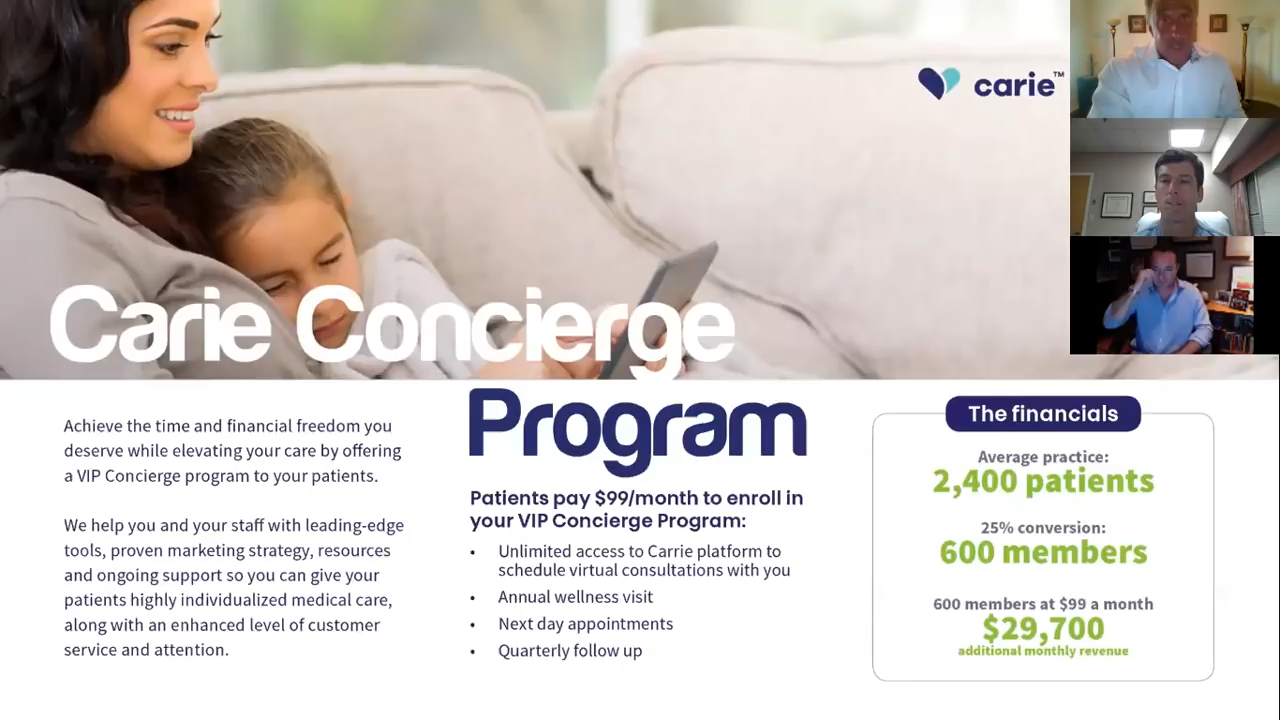 carie™
Carie Concierge
Program
Achieve the time and financial freedom you
deserve while elevating your care by offering
a VIP Concierge program to your patients.
We help you and your staff with leading-edge
tools, proven marketing strategy, resources
and ongoing support so you can give your
patients highly individualized medical care,
along with an enhanced level of customer
service and attention.
Patients pay $99/month to enroll in
your VIP Concierge Program:
• Unlimited access to Carrie platform to
schedule virtual consultations with you
• Annual wellness visit
• Next day appointments
• Quarterly follow up
The financials
Average practice:
2,400 patients
25% conversion:
600 members
600 members at $99 a month
$29,700
additional monthly revenue